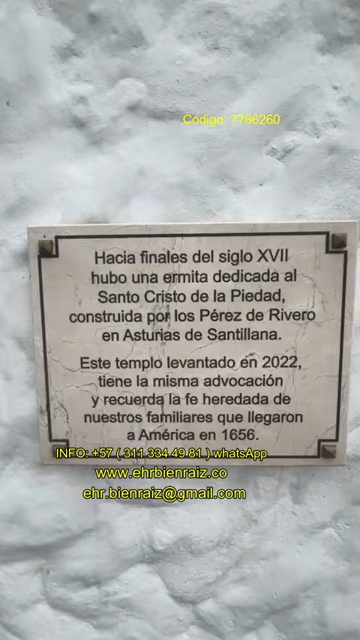 Código: 7786260
Hacia finales del siglo XVII
hubo una ermita dedicada al
Santo Cristo de la Piedad,
construida por los Pérez de Rivero
en Asturias de Santillana.
Este templo levantado en 2022,
tiene la misma advocación
y recuerda la fe heredada de
nuestros familiares que llegaron
a América en 1656.
INFO: +57 ( 311 334 49 81 ) whatsApp
www.ehrbienraiz.co
ehr.bienraiz@gmail.com